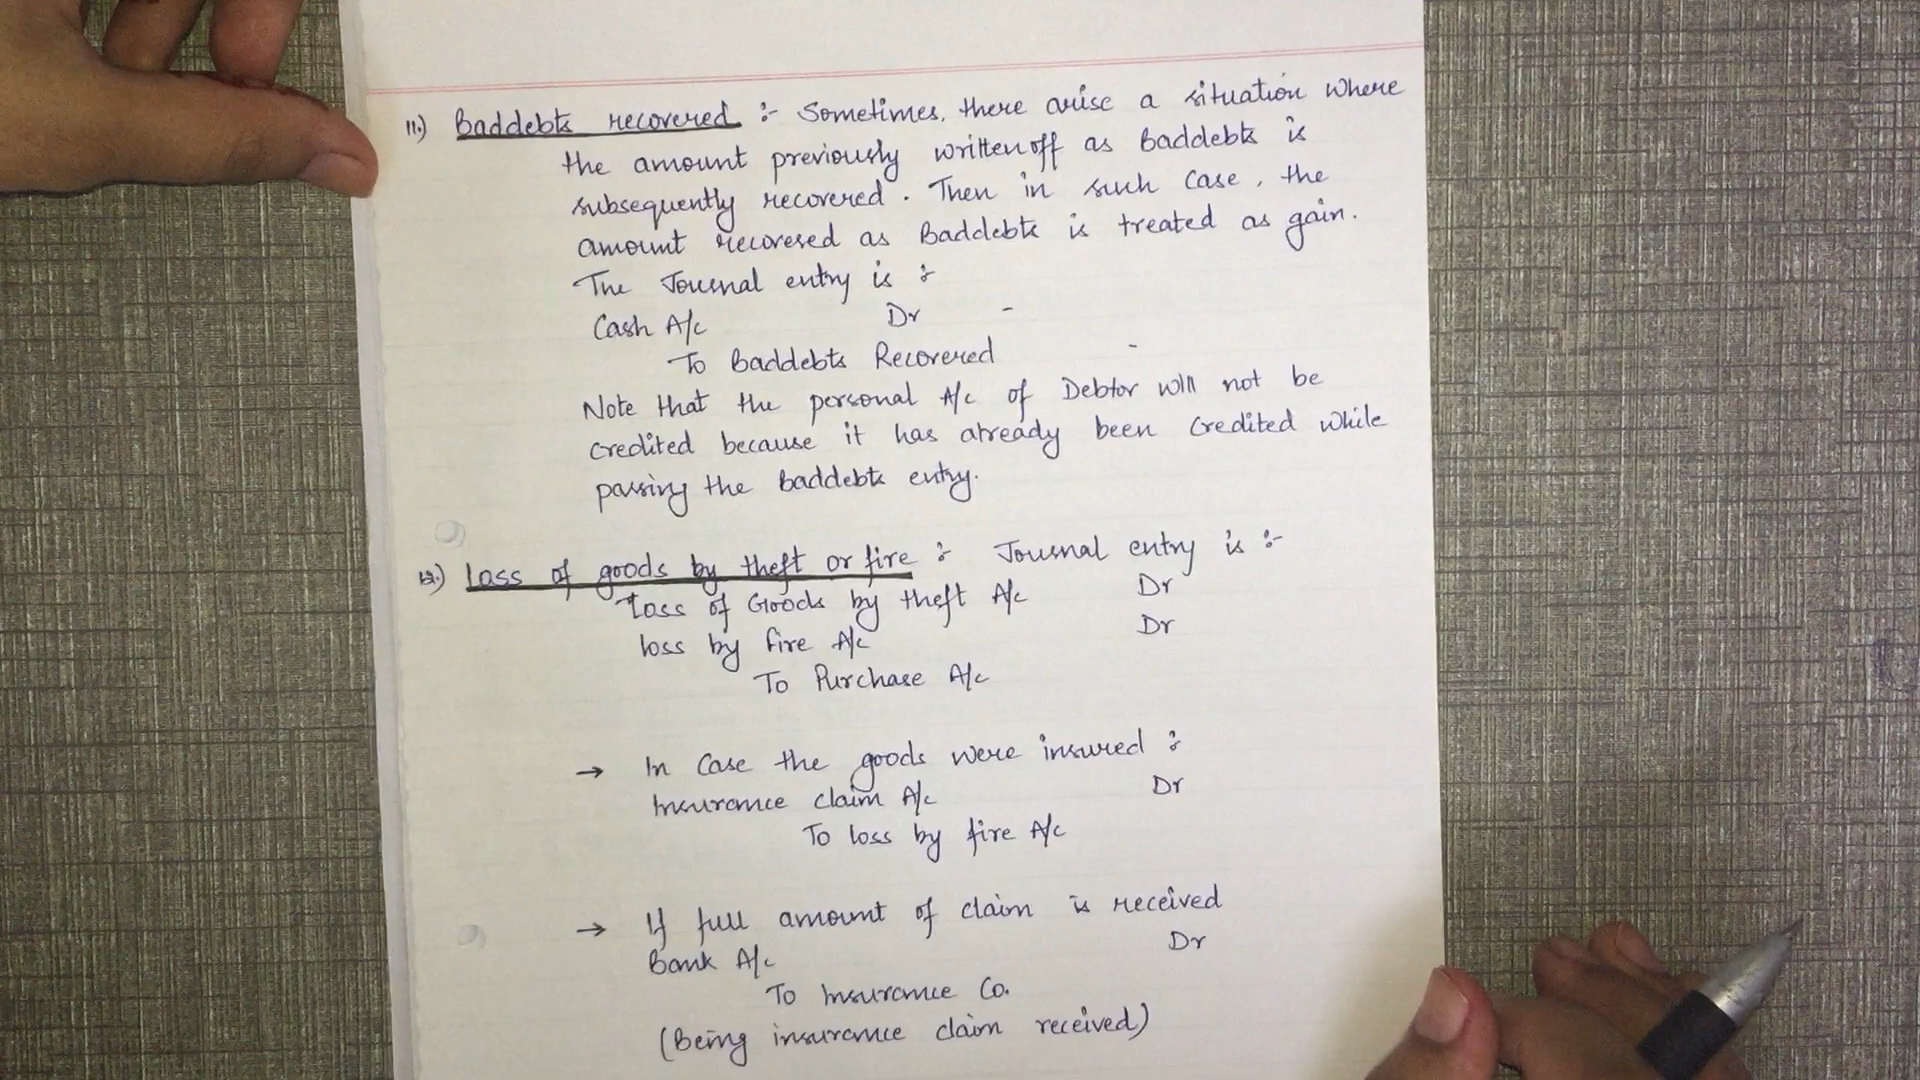 11.) Baddebts recovered :- Sometimes, there arise a situation where
the amount previously written off as Baddebts is
subsequently recovered. Then in such case, the
amount recovered as Baddebts is treated as gain.
The Journal entry is :-
Cash A/c Dr -
To Baddebts Recovered -
Note that the personal A/c of Debtor will not be
credited because it has already been credited while
passing the baddebts entry.
12.) Loss of goods by theft or fire :- Journal entry is :-
Loss of Goods by theft A/c Dr
loss by fire A/c Dr
To Purchase A/c
→ In case the goods were insured :-
Insurance claim A/c Dr
To loss by fire A/c
→ If full amount of claim is received
Bank A/c Dr
To Insurance Co.
(Being insurance claim received)